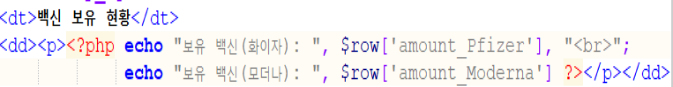 <dt>백신 보유 현황</dt>
<dd><p><?php echo "보유 백신(화이자): ", $row['amount_Pfizer'], "<br>";
echo "보유 백신(모더나): ", $row['amount_Moderna'] ?></p></dd>